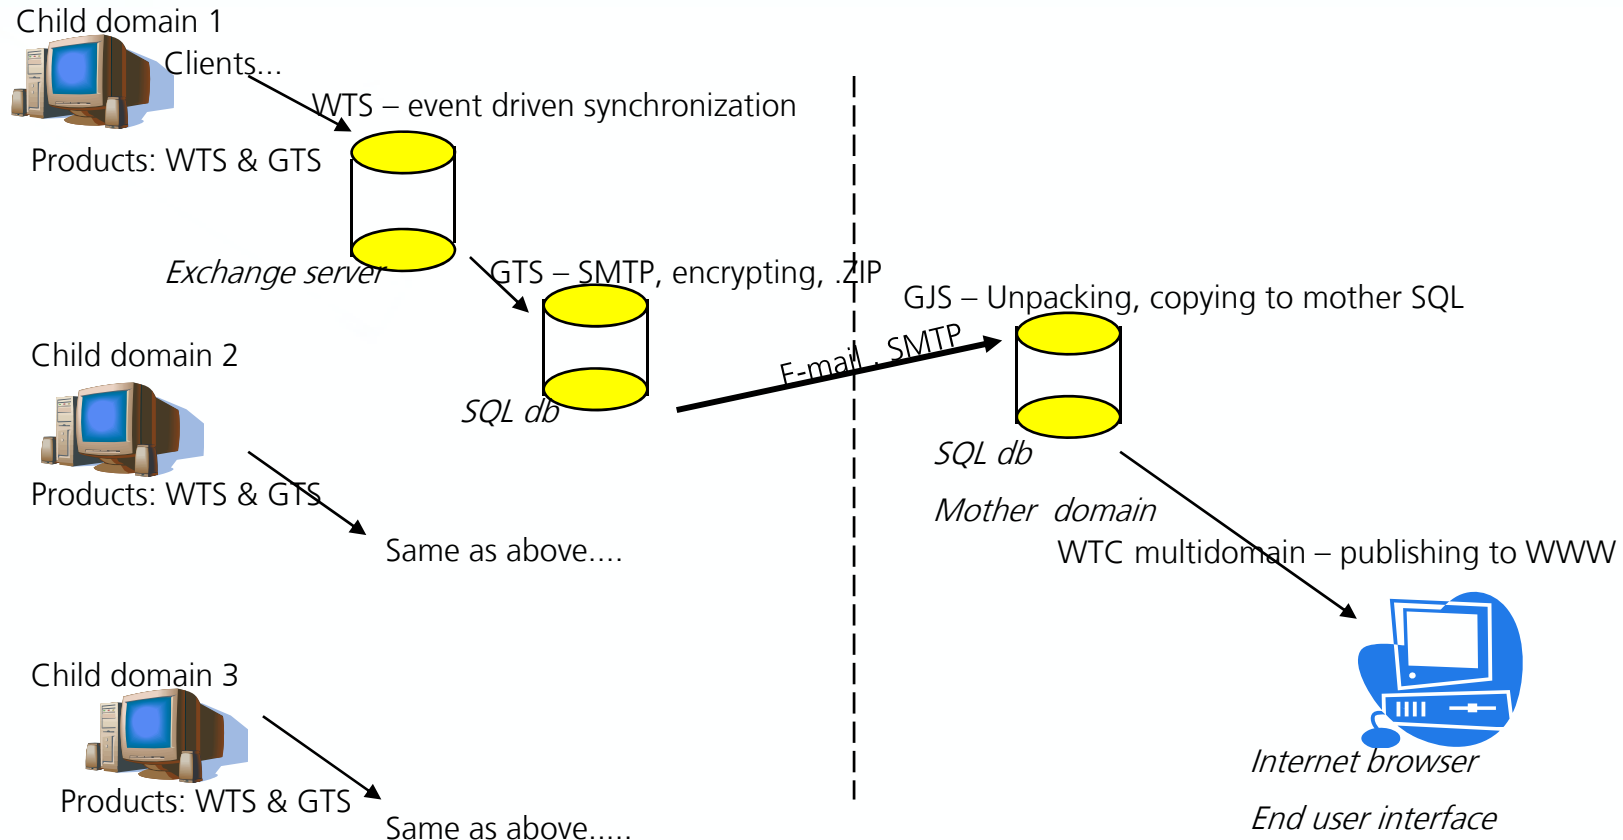 Child domain 1
Clients...
WTS – event driven synchronization
Products: WTS & GTS
Exchange server
GTS – SMTP, encrypting, .ZIP
GJS – Unpacking, copying to mother SQL
E-mail , SMTP
Child domain 2
SQL db
SQL db
Products: WTS & GTS
Mother domain
Same as above....
WTC multidomain – publishing to WWW
Child domain 3
Internet browser
Products: WTS & GTS
End user interface
Same as above.....